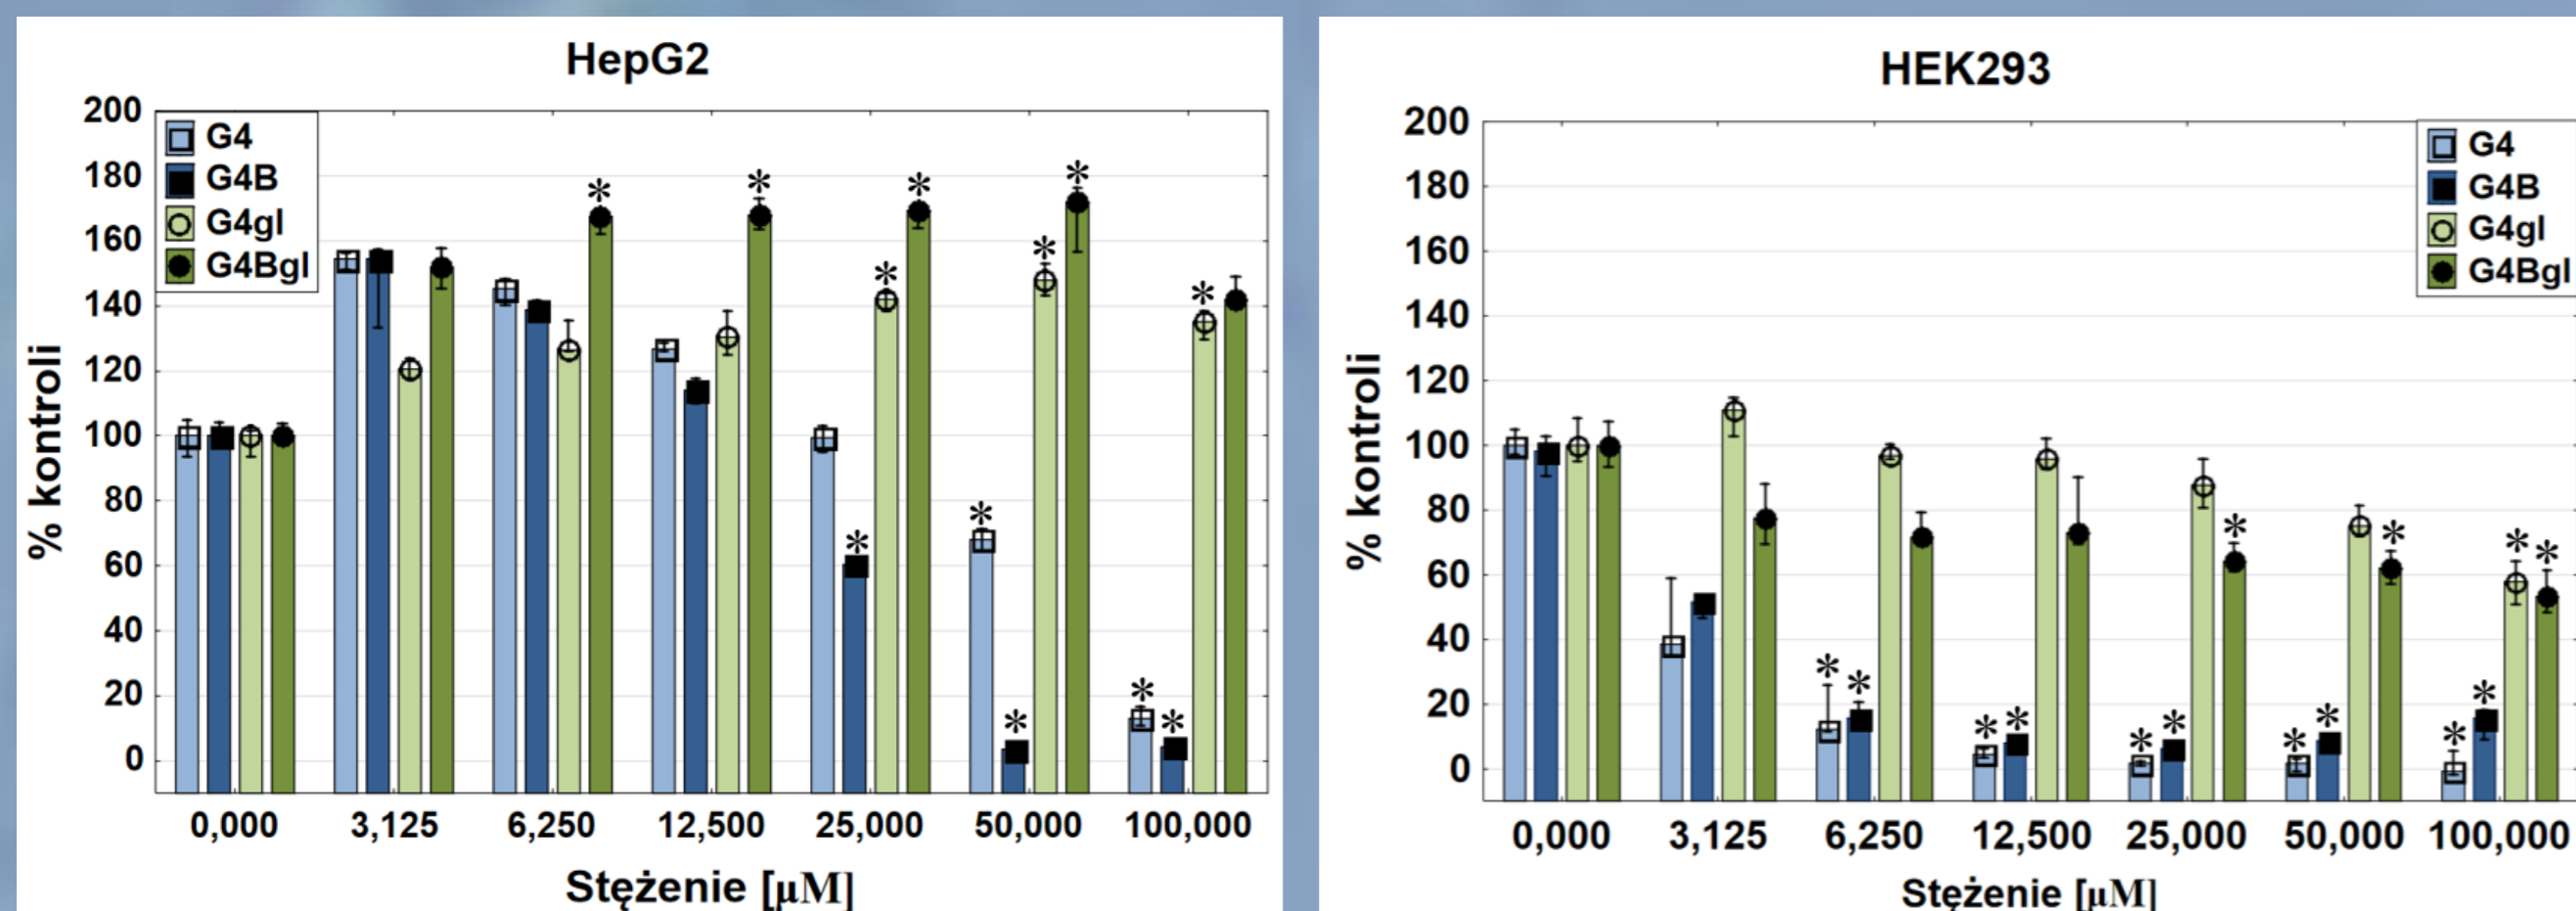 HepG2
200
180
160
140
120
100
80
60
40
20
0
% kontroli
G4
G4B
G4gl
G4Bgl
* * * * * * * * * * * *
0,000 3,125 6,250 12,500 25,000 50,000 100,000
Stężenie [µM]
HEK293
200
180
160
140
120
100
80
60
40
20
0
% kontroli
G4
G4B
G4gl
G4Bgl
* * * * * * * * * * * * * *
0,000 3,125 6,250 12,500 25,000 50,000 100,000
Stężenie [µM]